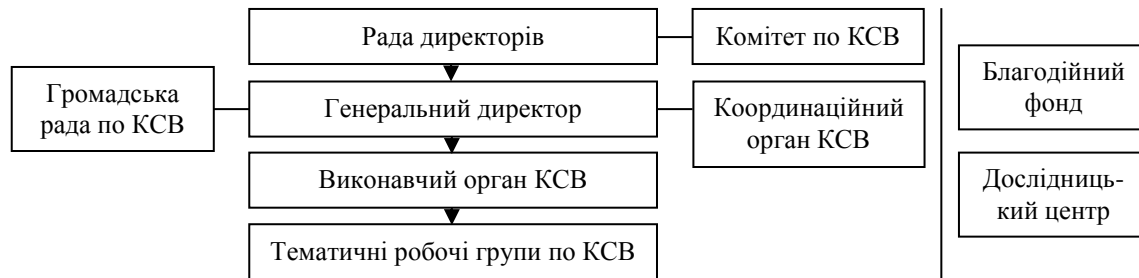 Рада директорів
Комітет по КСВ
Громадська
рада по КСВ
Генеральний директор
Координаційний
орган КСВ
Виконавчий орган КСВ
Тематичні робочі групи по КСВ
Благодійний
фонд
Дослідниць-
кий центр